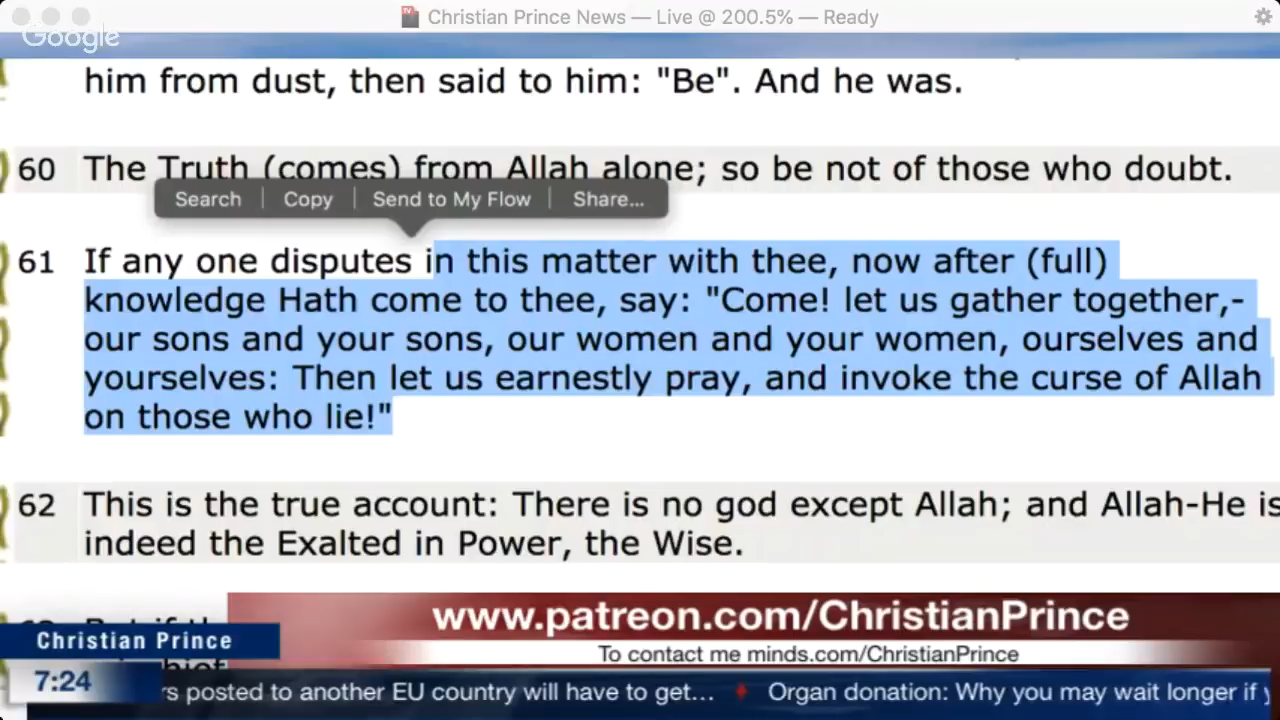 Christian Prince News — Live @ 200.5% — Ready
Google
him from dust, then said to him: "Be". And he was.
60 The Truth (comes) from Allah alone; so be not of those who doubt.
Search Copy Send to My Flow Share...
61 If any one disputes in this matter with thee, now after (full)
knowledge Hath come to thee, say: "Come! let us gather together,-
our sons and your sons, our women and your women, ourselves and
yourselves: Then let us earnestly pray, and invoke the curse of Allah
on those who lie!"
62 This is the true account: There is no god except Allah; and Allah-He is
indeed the Exalted in Power, the Wise.
www.patreon.com/ChristianPrince
Christian Prince
To contact me minds.com/ChristianPrince
7:24
posted to another EU country will have to get... Organ donation: Why you may wait longer if